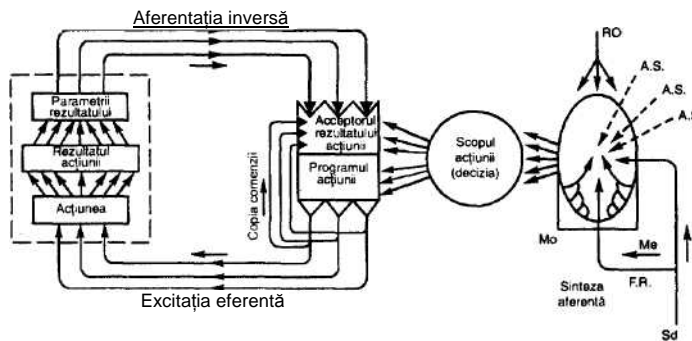 Aferentația inversă
RO
A.S.
A.S.
A.S
Parametrii
rezultatului
Rezultatul
acțiunii
Acțiunea
Acceptorul
rezultatului
acțiunii
Programul
acțiunii
Copia comenzii
Scopul
acțiunii
(decizia)
Mo
Me
Sinteza
aferentă
F.R.
Sd
Excitația eferentă